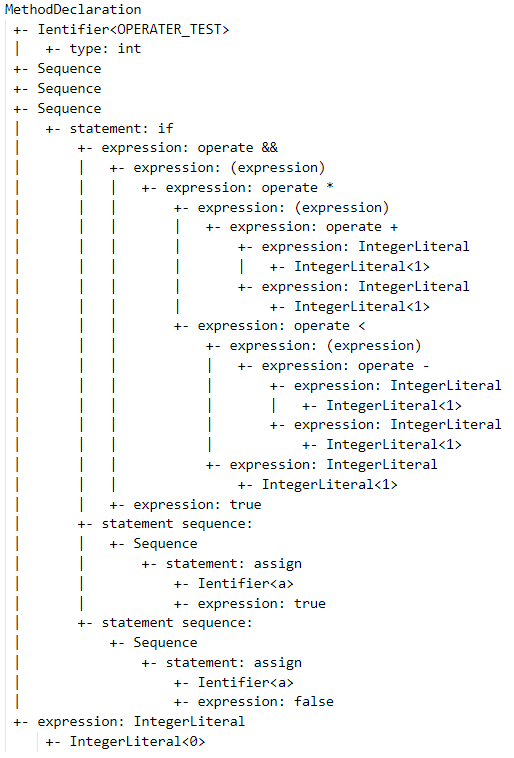 MethodDeclaration
+- Ientifier<OPERATER_TEST>
|   +- type: int
+- Sequence
+- Sequence
+- Sequence
|   +- statement: if
|       +- expression: operate &&
|       |   +- expression: (expression)
|       |   |   +- expression: operate *
|       |   |       +- expression: (expression)
|       |   |       |   +- expression: operate +
|       |   |       |       +- expression: IntegerLiteral
|       |   |       |       |   +- IntegerLiteral<1>
|       |   |       |       +- expression: IntegerLiteral
|       |   |       |           +- IntegerLiteral<1>
|       |   |       +- expression: operate <
|       |   |           +- expression: (expression)
|       |   |           |   +- expression: operate -
|       |   |           |       +- expression: IntegerLiteral
|       |   |           |       |   +- IntegerLiteral<1>
|       |   |           |       +- expression: IntegerLiteral
|       |   |           |           +- IntegerLiteral<1>
|       |   |           +- expression: IntegerLiteral
|       |   |               +- IntegerLiteral<1>
|       |   +- expression: true
|       +- statement sequence:
|       |   +- Sequence
|       |       +- statement: assign
|       |           +- Ientifier<a>
|       |           +- expression: true
|       +- statement sequence:
|           +- Sequence
|               +- statement: assign
|                   +- Ientifier<a>
|                   +- expression: false
+- expression: IntegerLiteral
    +- IntegerLiteral<0>